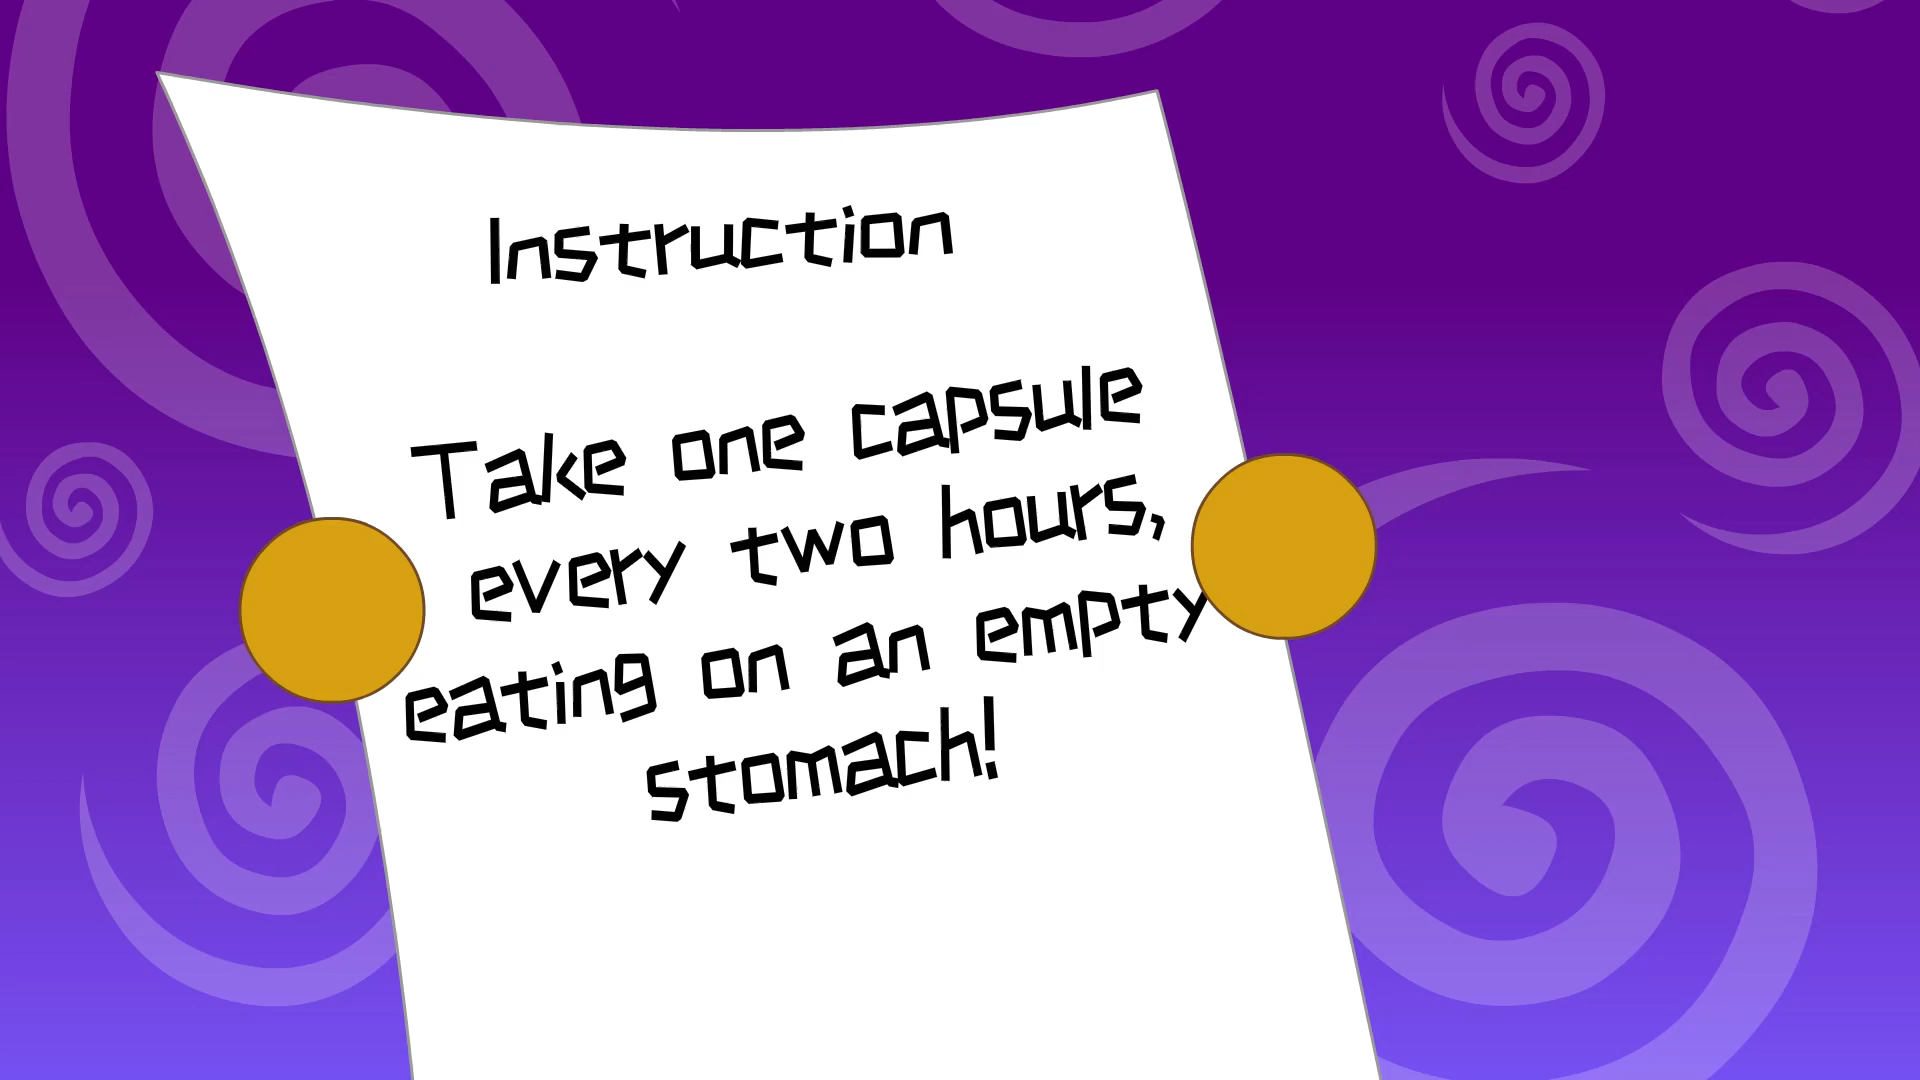 Instruction
Take one capsule
every two hours,
eating on an empty
stomach!